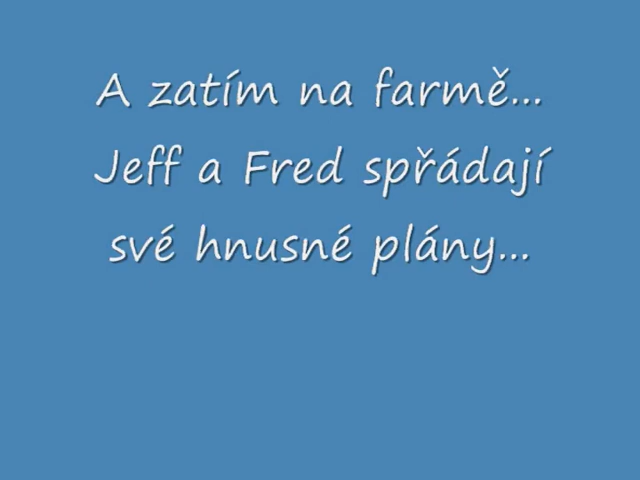 A zatím na farmě...
Jeff a Fred spřádají
své hnusné plány...